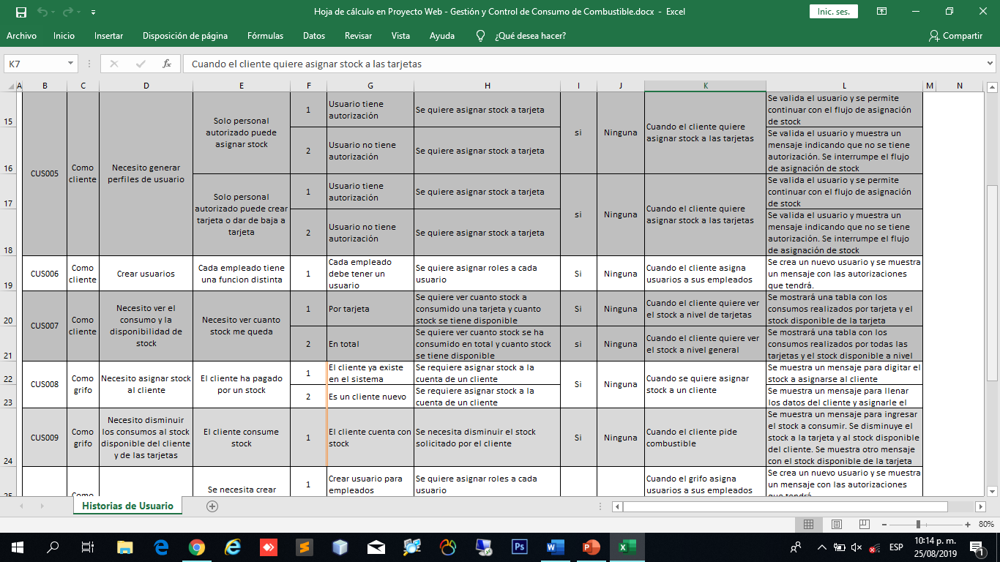 Hoja de cálculo en Proyecto Web - Gestión y Control de Consumo de Combustible.docx - Excel
Inic. ses.
Archivo Inicio Insertar Disposición de página Fórmulas Datos Revisar Vista Ayuda ¿Qué desea hacer? Compartir
K7 fx Cuando el cliente quiere asignar stock a las tarjetas
A B C D E F G H I J K L M N
15
16
17
18
CUS005
Como
cliente
Necesito generar
perfiles de usuario
Solo personal
autorizado puede
asignar stock
1
Usuario tiene
autorización
Se quiere asignar stock a tarjeta
si
Ninguna
Cuando el cliente quiere
asignar stock a las tarjetas
Se valida el usuario y se permite
continuar con el flujo de asignación
de stock
2
Usuario no tiene
autorización
Se quiere asignar stock a tarjeta
Se valida el usuario y muestra un
mensaje indicando que no se tiene
autorización. Se interrumpe el flujo
de asignación de stock
Solo personal
autorizado puede crear
tarjeta o dar de baja a
tarjeta
1
Usuario tiene
autorización
Se quiere asignar stock a tarjeta
si
Ninguna
Cuando el cliente quiere
asignar stock a las tarjetas
Se valida el usuario y se permite
continuar con el flujo de asignación
de stock
2
Usuario no tiene
autorización
Se quiere asignar stock a tarjeta
Se valida el usuario y muestra un
mensaje indicando que no se tiene
autorización. Se interrumpe el flujo
de asignación de stock
19
CUS006
Como
cliente
Crear usuarios
Cada empleado tiene
una funcion distinta
1
Cada empleado
debe tener un
usuario
Se quiere asignar roles a cada
usuario
Si
Ninguna
Cuando el cliente asigna
usuarios a sus empleados
Se crea un nuevo usuario y se muestra
un mensaje con las autorizaciones
que tendrá.
20
21
CUS007
Como
cliente
Necesito ver el
consumo y la
disponibilidad de
stock
Necesito ver cuanto
stock me queda
1
Por tarjeta
Se quiere ver cuanto stock a
consumido una tarjeta y cuanto
stock se tiene disponible
Si
Ninguna
Cuando el cliente quiere ver
el stock a nivel de tarjetas
Se mostrará una tabla con los
consumos realizados por tarjeta y el
stock disponible de la tarjeta
2
En total
Se quiere ver cuanto stock se ha
consumido en total y cuanto stock
se tiene disponible
si
Ninguna
Cuando el cliente quiere ver
el stock a nivel general
Se mostrará una tabla con los
consumos realizados por todas las
tarjetas y el stock disponible a nivel
22
23
CUS008
Como
grifo
Necesito asignar stock
al cliente
El cliente ha pagado
por un stock
1
El cliente ya existe
en el sistema
Se requiere asignar stock a la
cuenta de un cliente
Si
Ninguna
Cuando se quiere asignar
stock a un cliente
Se muestra un mensaje para digitar el
stock a asignarse al cliente
2
Es un cliente nuevo
Se requiere asignar stock a la
cuenta de un cliente
Se muestra un mensaje para llenar
los datos del cliente y asignarle el
24
CUS009
Como
grifo
Necesito disminuir
los consumos al stock
disponible del cliente
y de las tarjetas
El cliente consume
stock
1
El cliente cuenta con
stock
Se necesita disminuir el stock
solicitado por el cliente
Si
Ninguna
Cuando el cliente pide
combustible
Se muestra un mensaje para ingresar
el stock a consumir. Se disminuye el
stock a la tarjeta y al stock disponible
del cliente. Se muestra otro mensaje
con el stock disponible de la tarjeta
25
Como
Se necesita crear
1
Crear usuario para
empleados
Se quiere asignar roles a cada
usuario
Cuando el grifo asigna
usuarios a sus empleados
Se crea un nuevo usuario y se muestra
un mensaje con las autorizaciones
que tendrá
Historias de Usuario
80%
ESP
10:14 p. m.
25/08/2019
1